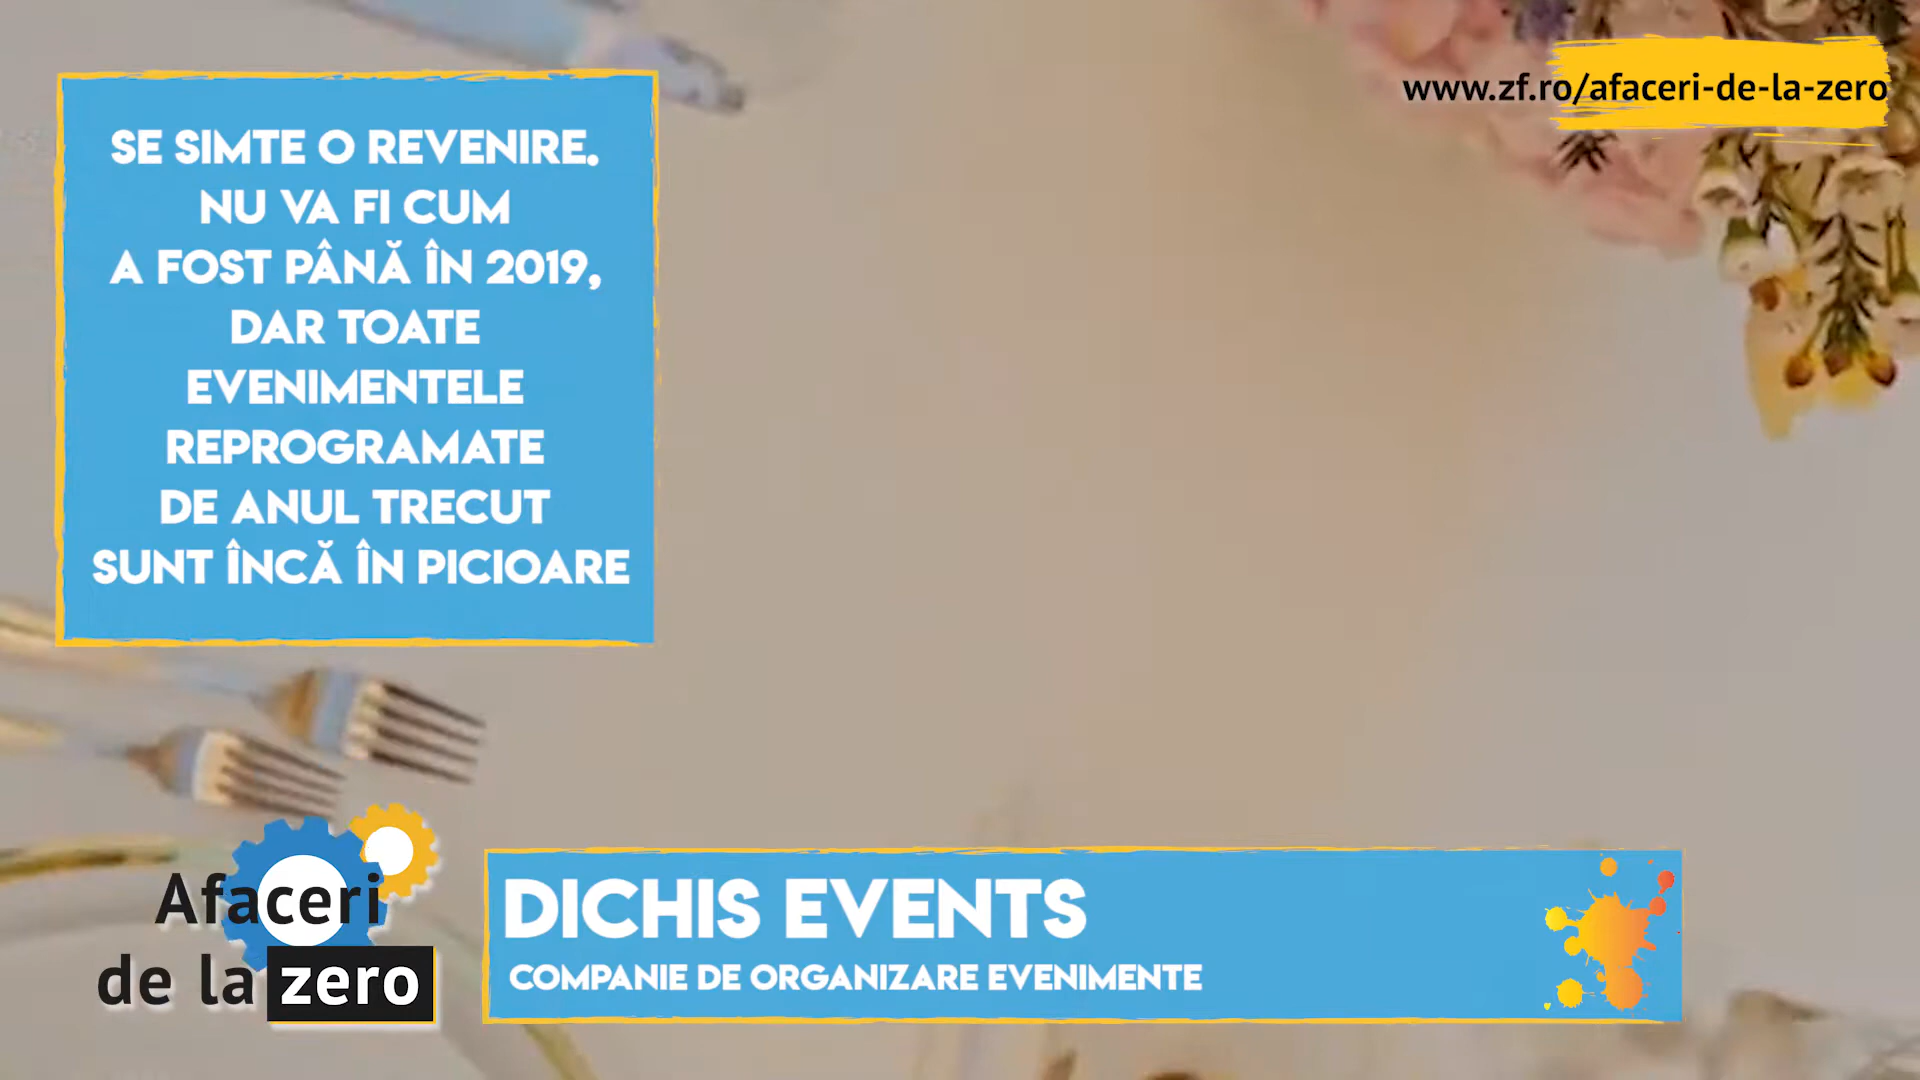 www.zf.ro/afaceri-de-la-zero
SE SIMTE O REVENIRE.
NU VA FI CUM
A FOST PÂNĂ ÎN 2019,
DAR TOATE
EVENIMENTELE
REPROGRAMATE
DE ANUL TRECUT
SUNT ÎNCĂ ÎN PICIOARE
Afaceri
de la zero
DICHIS EVENTS
COMPANIE DE ORGANIZARE EVENIMENTE